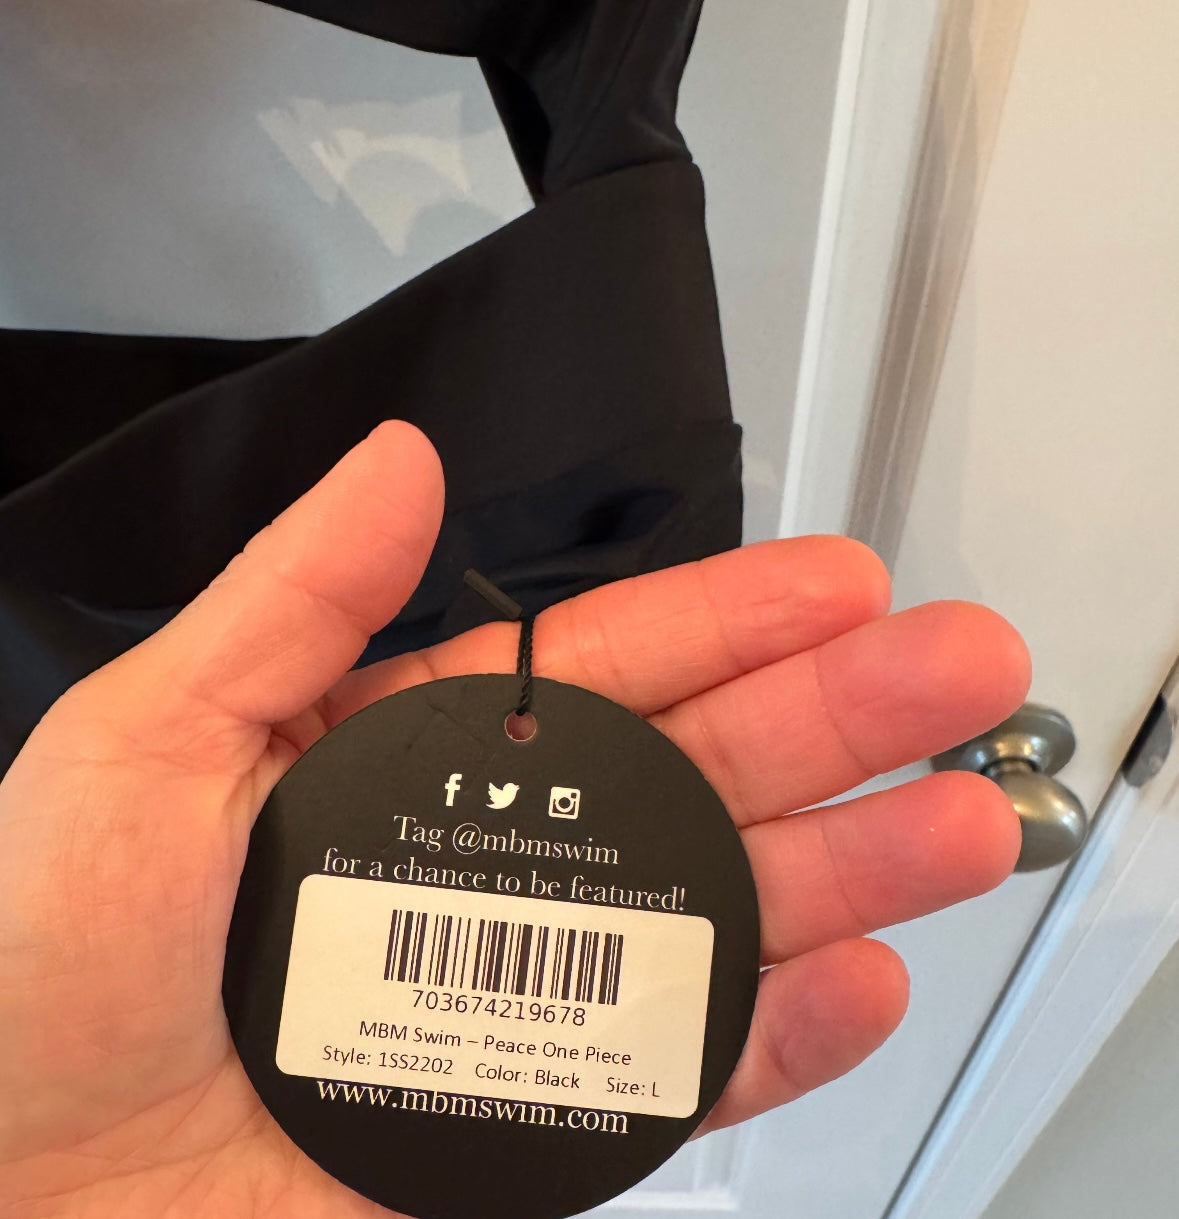 Tag @mbmswim
for a chance to be featured!
703674219678
MBM Swim – Peace One Piece
Style: 1SS2202 Color: Black Size: L
www.mbmswim.com